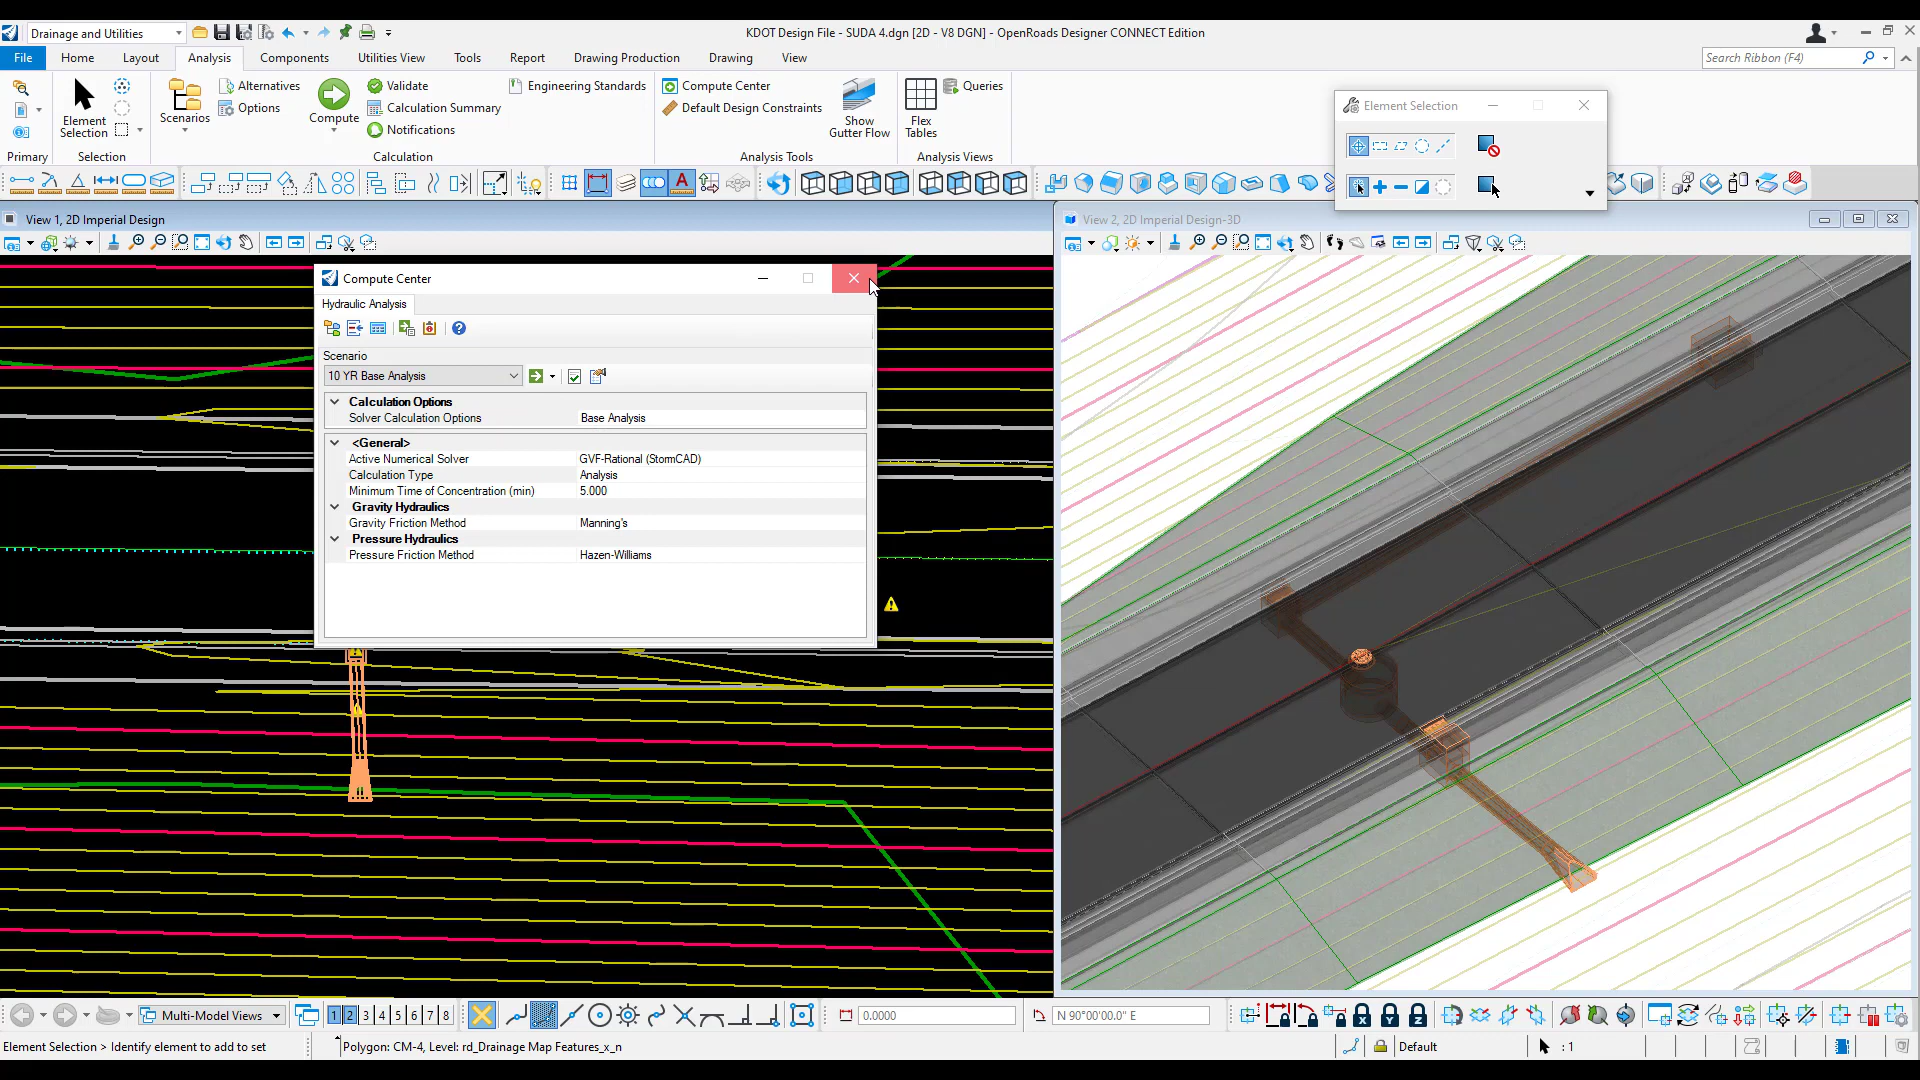 Drainage and Utilities
KDOT Design File - SUDA 4.dgn [2D - V8 DGN] - OpenRoads Designer CONNECT Edition
File Home Layout Analysis Components Utilities View Tools Report Drawing Production Drawing View
Search Ribbon (F4)
Alternatives
Validate
Engineering Standards
Compute Center
Queries
Options
Calculation Summary
Default Design Constraints
Notifications
Element Selection
Scenarios
Compute
Show Gutter Flow
Flex Tables
Primary Selection Calculation Analysis Tools Analysis Views
Element Selection
View 1, 2D Imperial Design
View 2, 2D Imperial Design-3D
Compute Center
Hydraulic Analysis
Scenario
10 YR Base Analysis
Calculation Options
Solver Calculation Options Base Analysis
<General>
Active Numerical Solver GVF-Rational (StormCAD)
Calculation Type Analysis
Minimum Time of Concentration (min) 5.000
Gravity Hydraulics
Gravity Friction Method Manning's
Pressure Hydraulics
Pressure Friction Method Hazen-Williams
Multi-Model Views 1 2 3 4 5 6 7 8 0.0000 N 90°00'00.0" E
Element Selection > Identify element to add to set
Polygon: CM-4, Level: rd_Drainage Map Features_x_n
Default
: 1